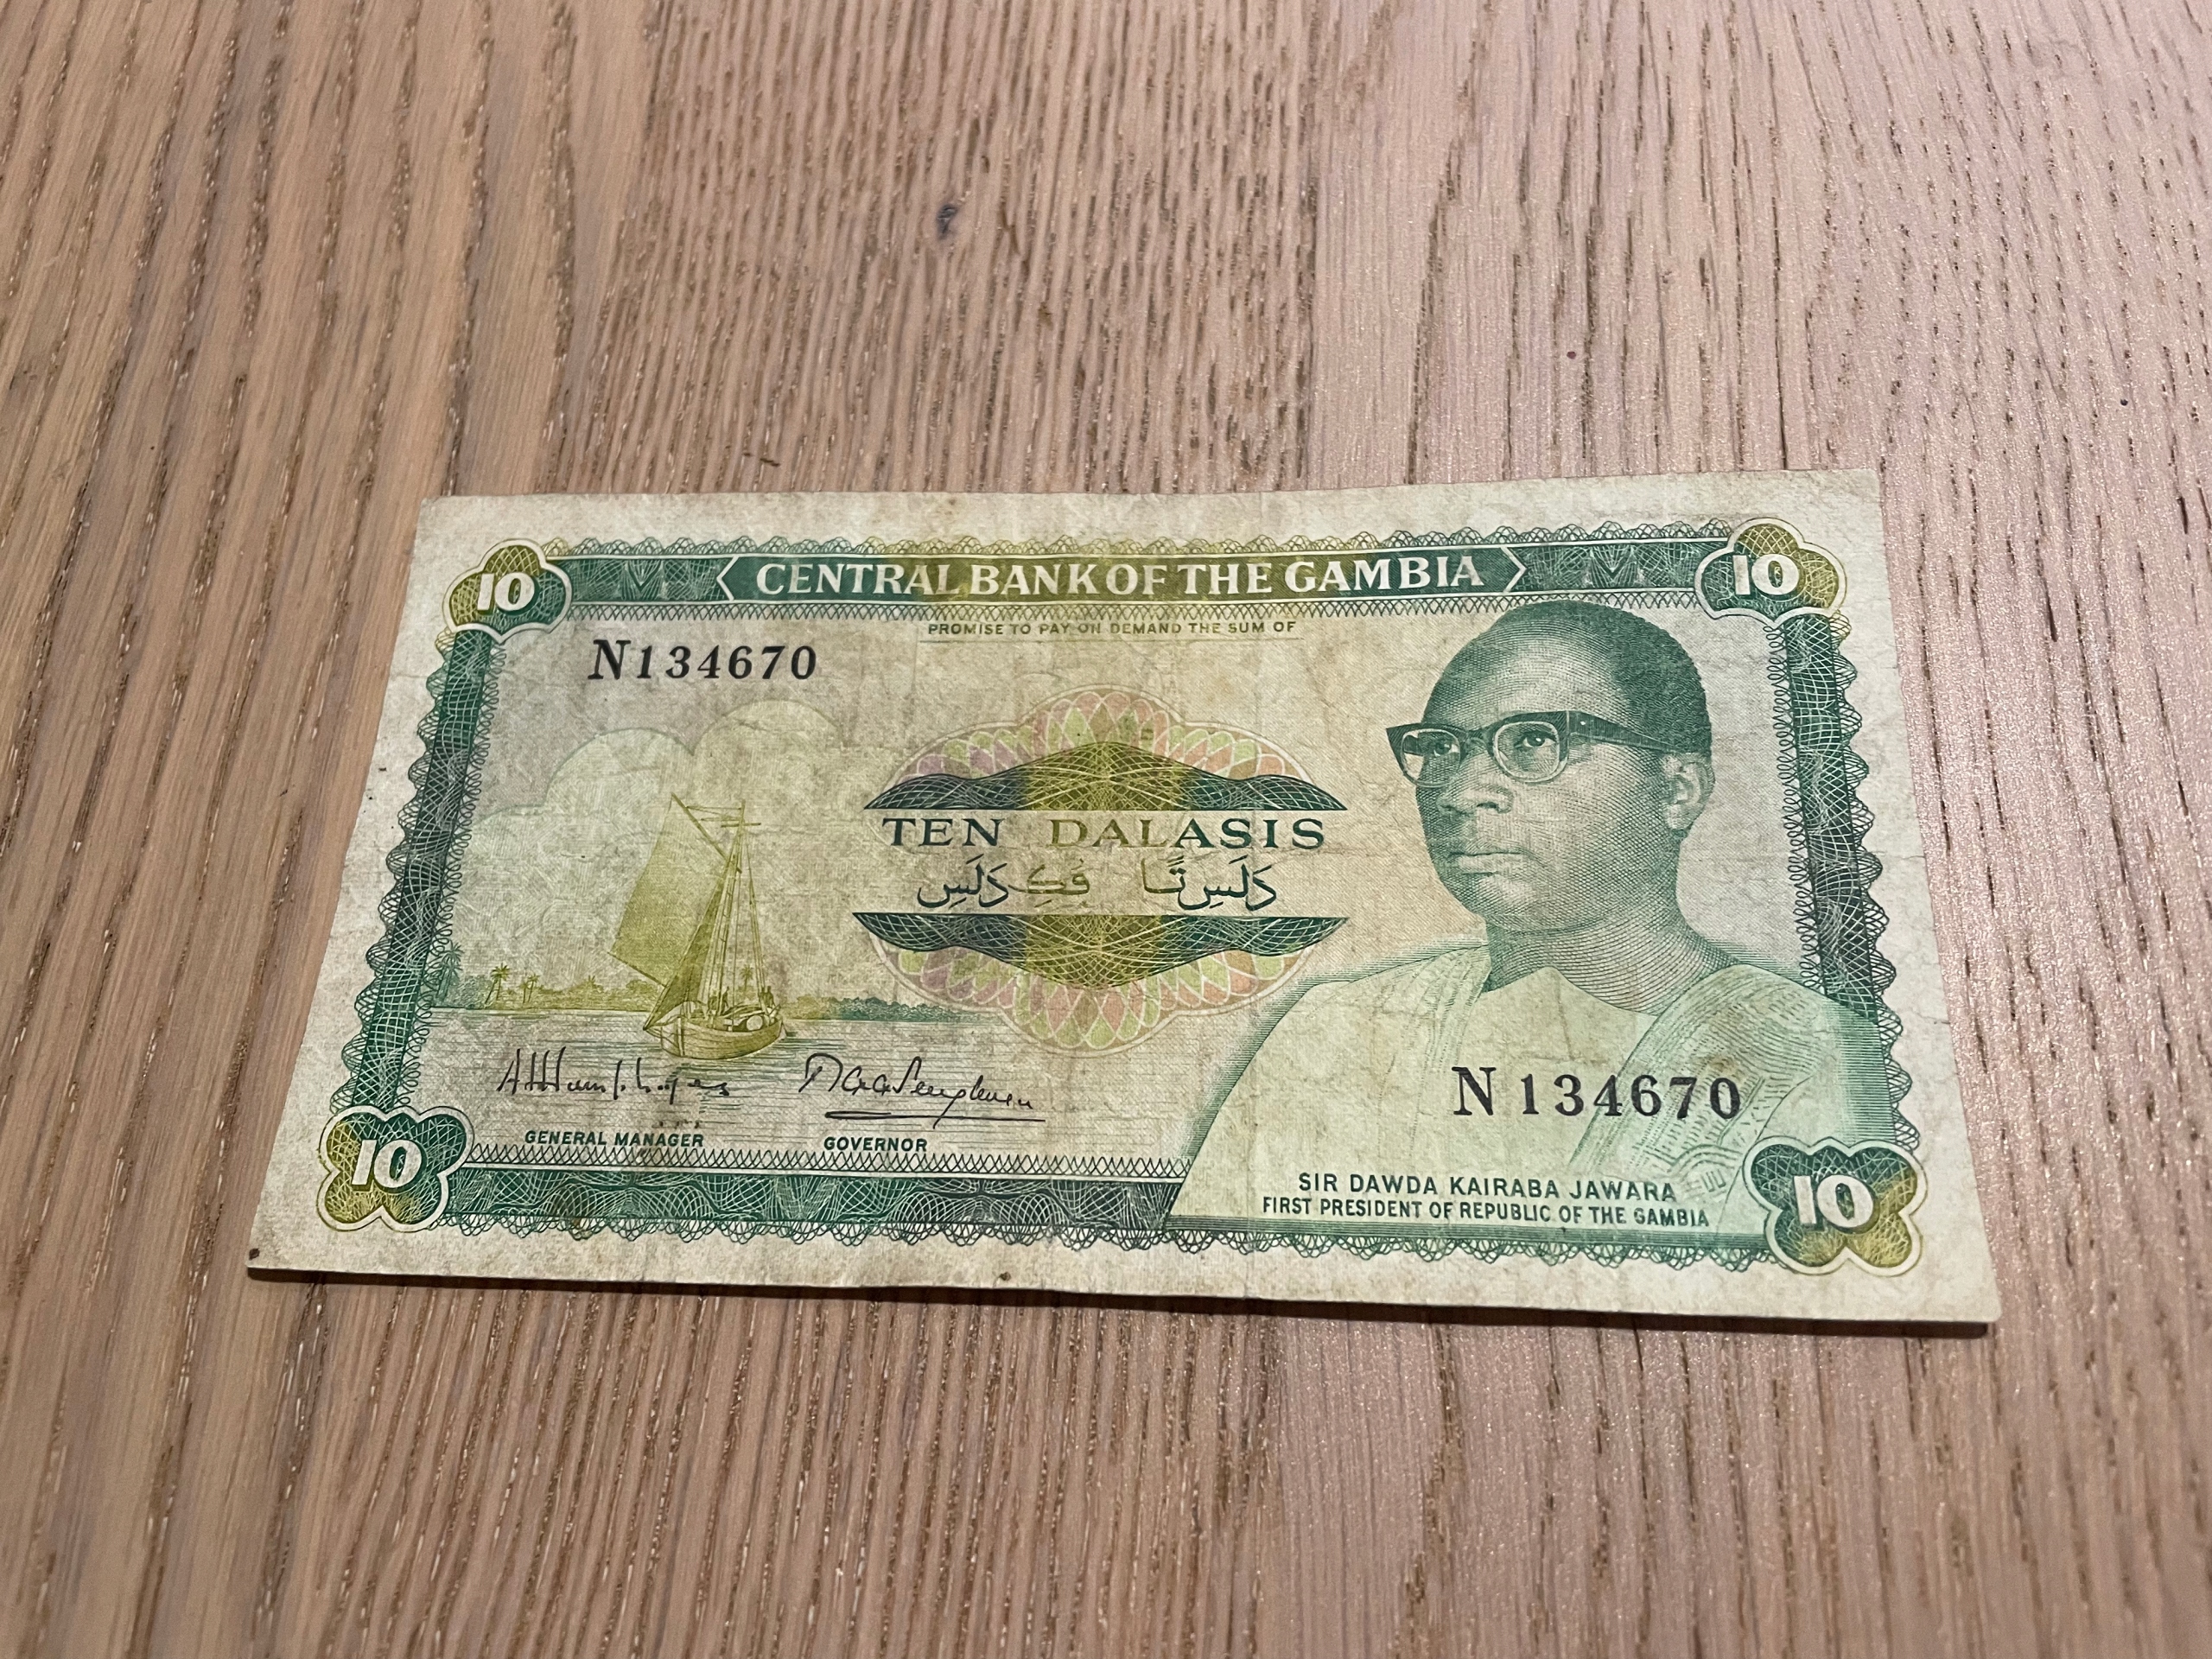 10
CENTRAL BANK OF THE GAMBIA
10
PROMISE TO PAY ON DEMAND THE SUM OF
N134670
TEN DALASIS
دَلَسِ تًا فُكِ دَلَسِ
N 134670
GENERAL MANAGER
GOVERNOR
SIR DAWDA KAIRABA JAWARA
FIRST PRESIDENT OF REPUBLIC OF THE GAMBIA
10
10